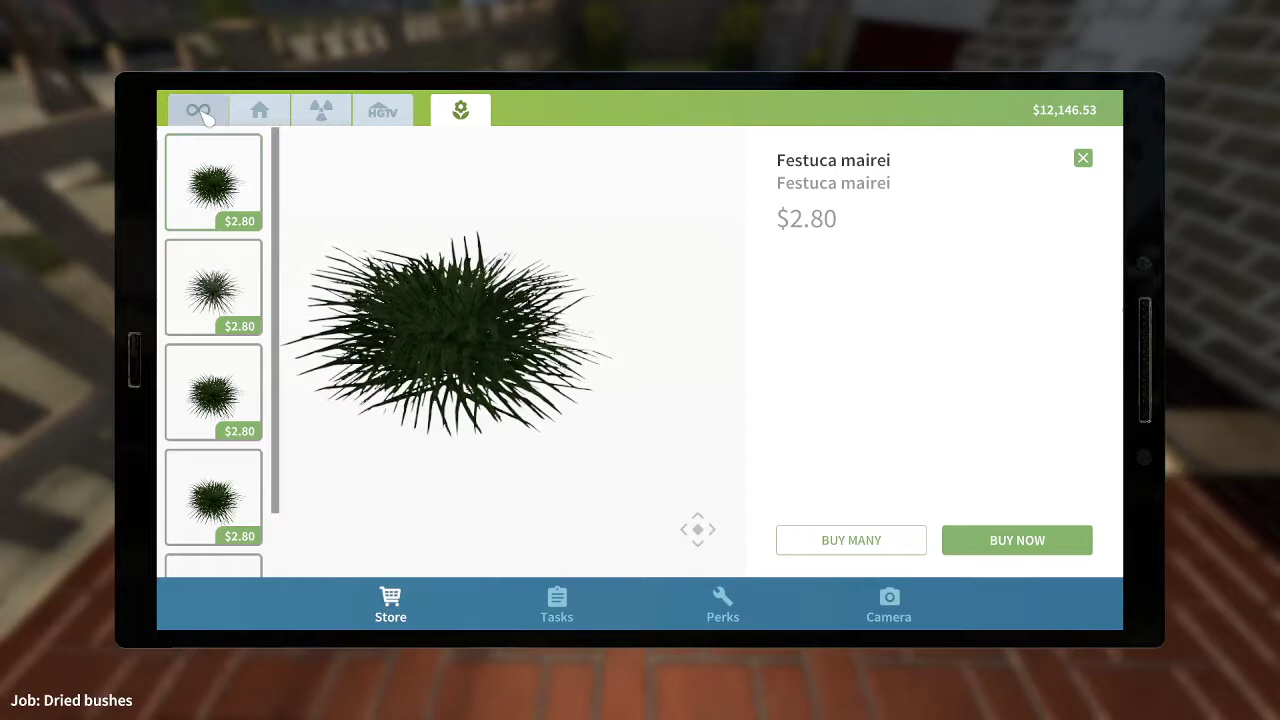 HGTV
$12,146.53
$2.80
$2.80
$2.80
$2.80
Festuca mairei
Festuca mairei
$2.80
BUY MANY
BUY NOW
Store
Tasks
Perks
Camera
Job: Dried bushes